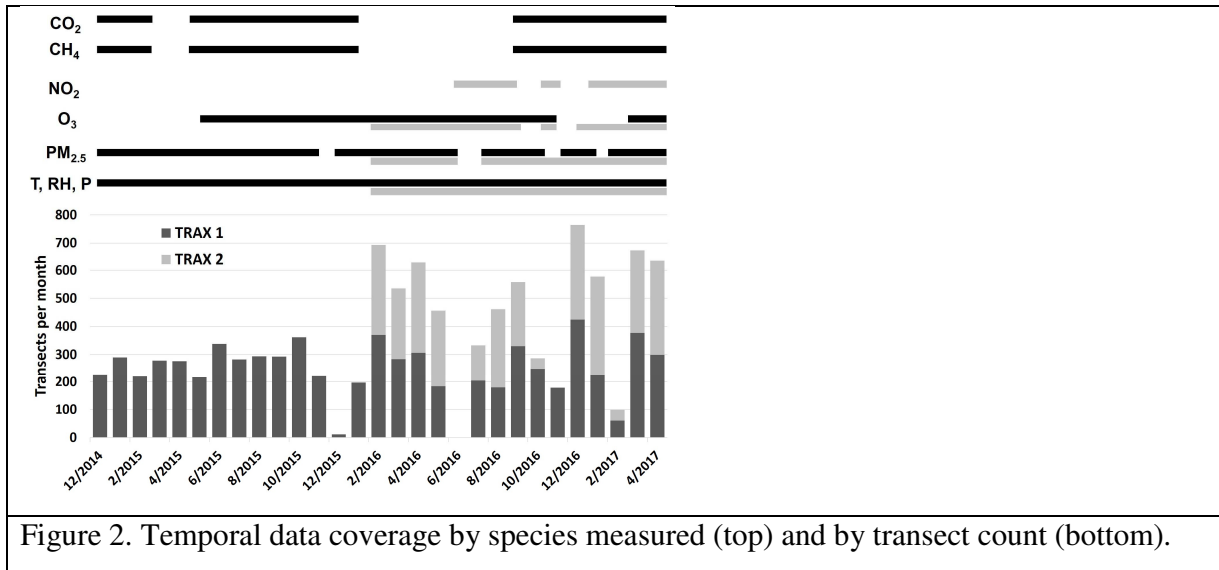 CO₂
CH₄
NO₂
O₃
PM₂.₅
T, RH, P
800
700
600
500
400
300
200
100
0
Transects per month
TRAX 1
TRAX 2
12/2014
2/2015
4/2015
6/2015
8/2015
10/2015
12/2015
2/2016
4/2016
6/2016
8/2016
10/2016
12/2016
2/2017
4/2017
Figure 2. Temporal data coverage by species measured (top) and by transect count (bottom).